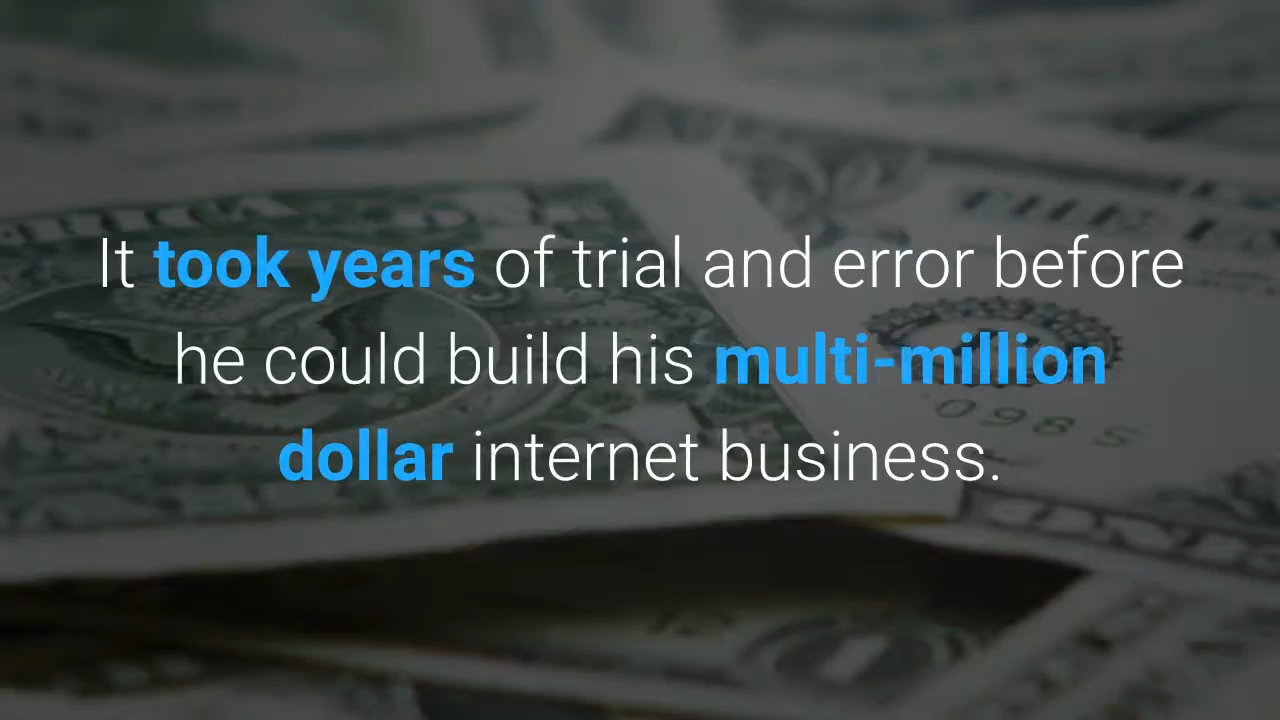 It took years of trial and error before
he could build his multi-million
dollar internet business.